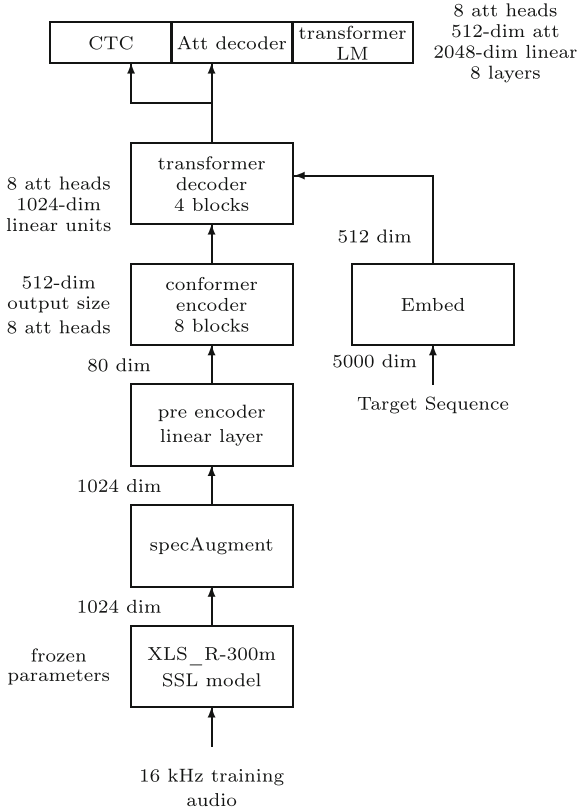 8 att heads
512-dim att
2048-dim linear
8 layers
CTC
Att decoder
transformer
LM
transformer
decoder
4 blocks
8 att heads
1024-dim
linear units
512 dim
512-dim
output size
8 att heads
conformer
encoder
8 blocks
Embed
80 dim
5000 dim
Target Sequence
pre encoder
linear layer
1024 dim
specAugment
1024 dim
frozen
parameters
XLS_R-300m
SSL model
16 kHz training
audio